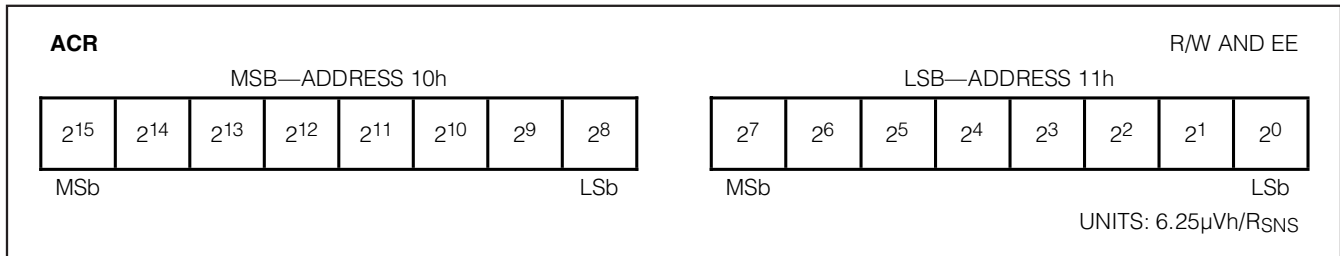 ACR R/W AND EE
MSB—ADDRESS 10h LSB—ADDRESS 11h
2¹⁵ 2¹⁴ 2¹³ 2¹² 2¹¹ 2¹⁰ 2⁹ 2⁸ 2⁷ 2⁶ 2⁵ 2⁴ 2³ 2² 2¹ 2⁰
MSb LSb MSb LSb
UNITS: 6.25µVh/RSNS